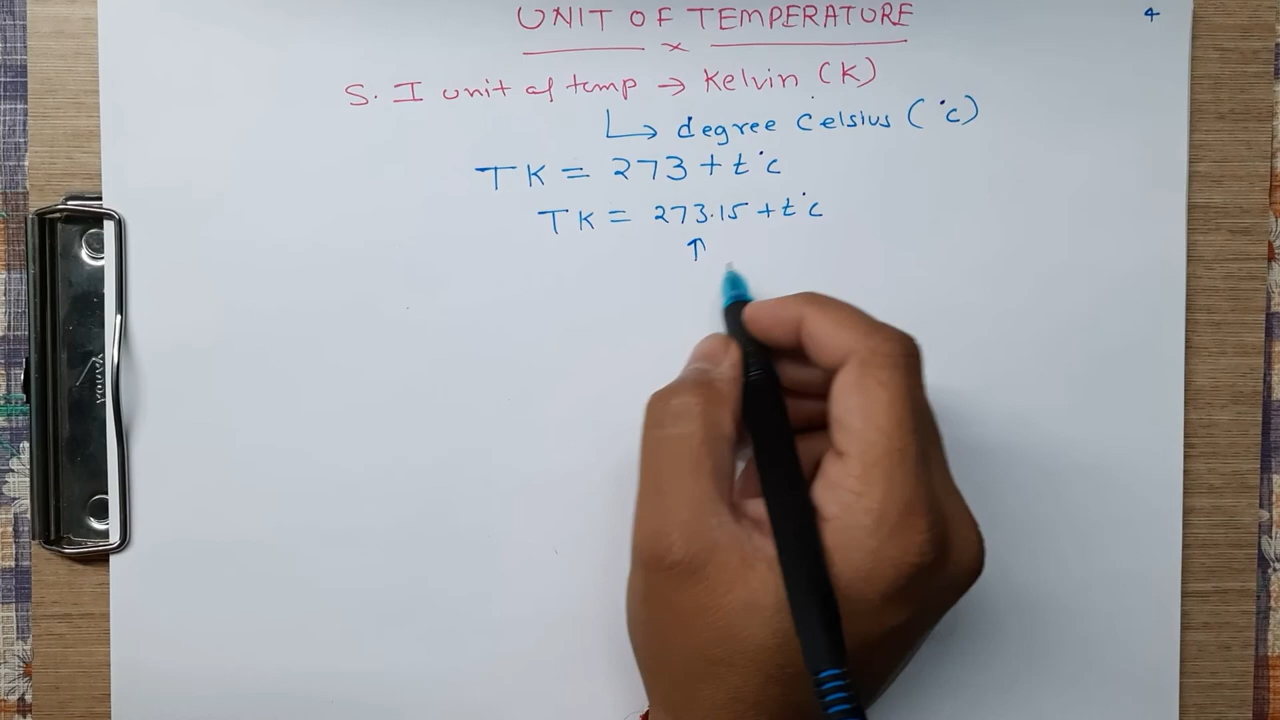 UNIT OF TEMPERATURE
4
S. I unit of temp → Kelvin (K)
↳ degree Celsius (°c)
TK = 273 + t°c
TK = 273.15 + t°c
↑